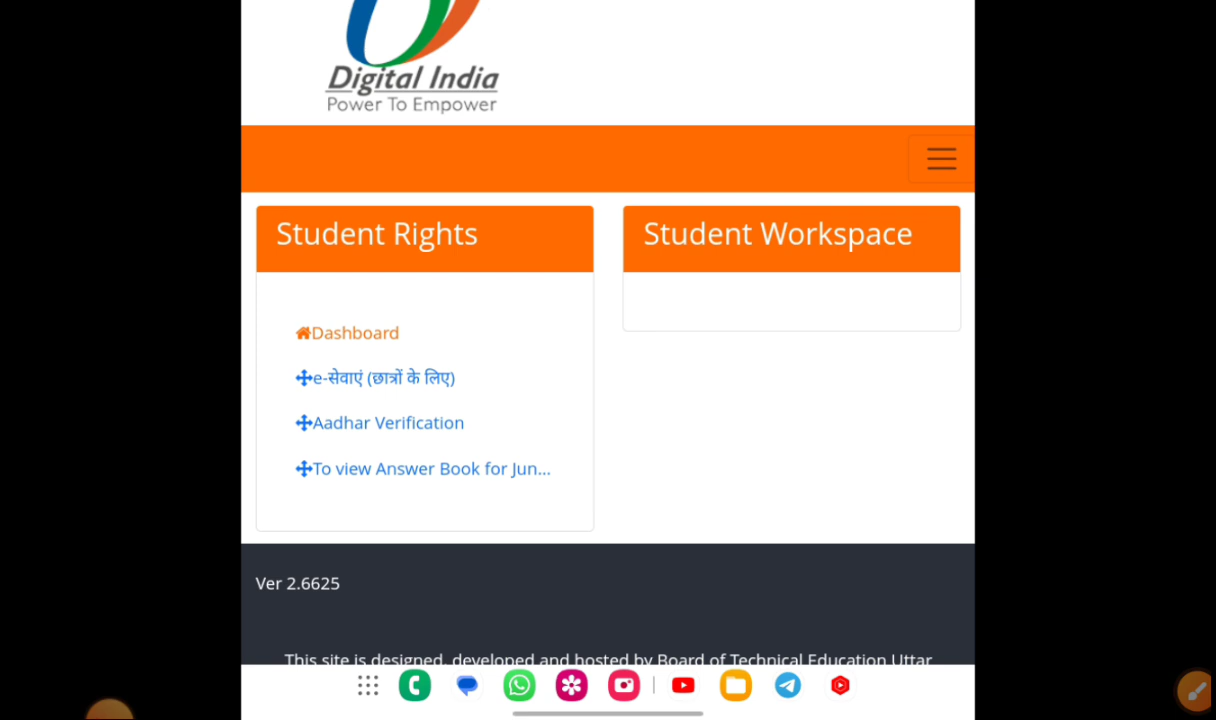 Digital India
Power To Empower
Student Rights
Student Workspace
Dashboard
e-सेवाएं (छात्रों के लिए)
Aadhar Verification
To view Answer Book for Jun...
Ver 2.6625
This site is designed, developed and hosted by Board of Technical Education Uttar